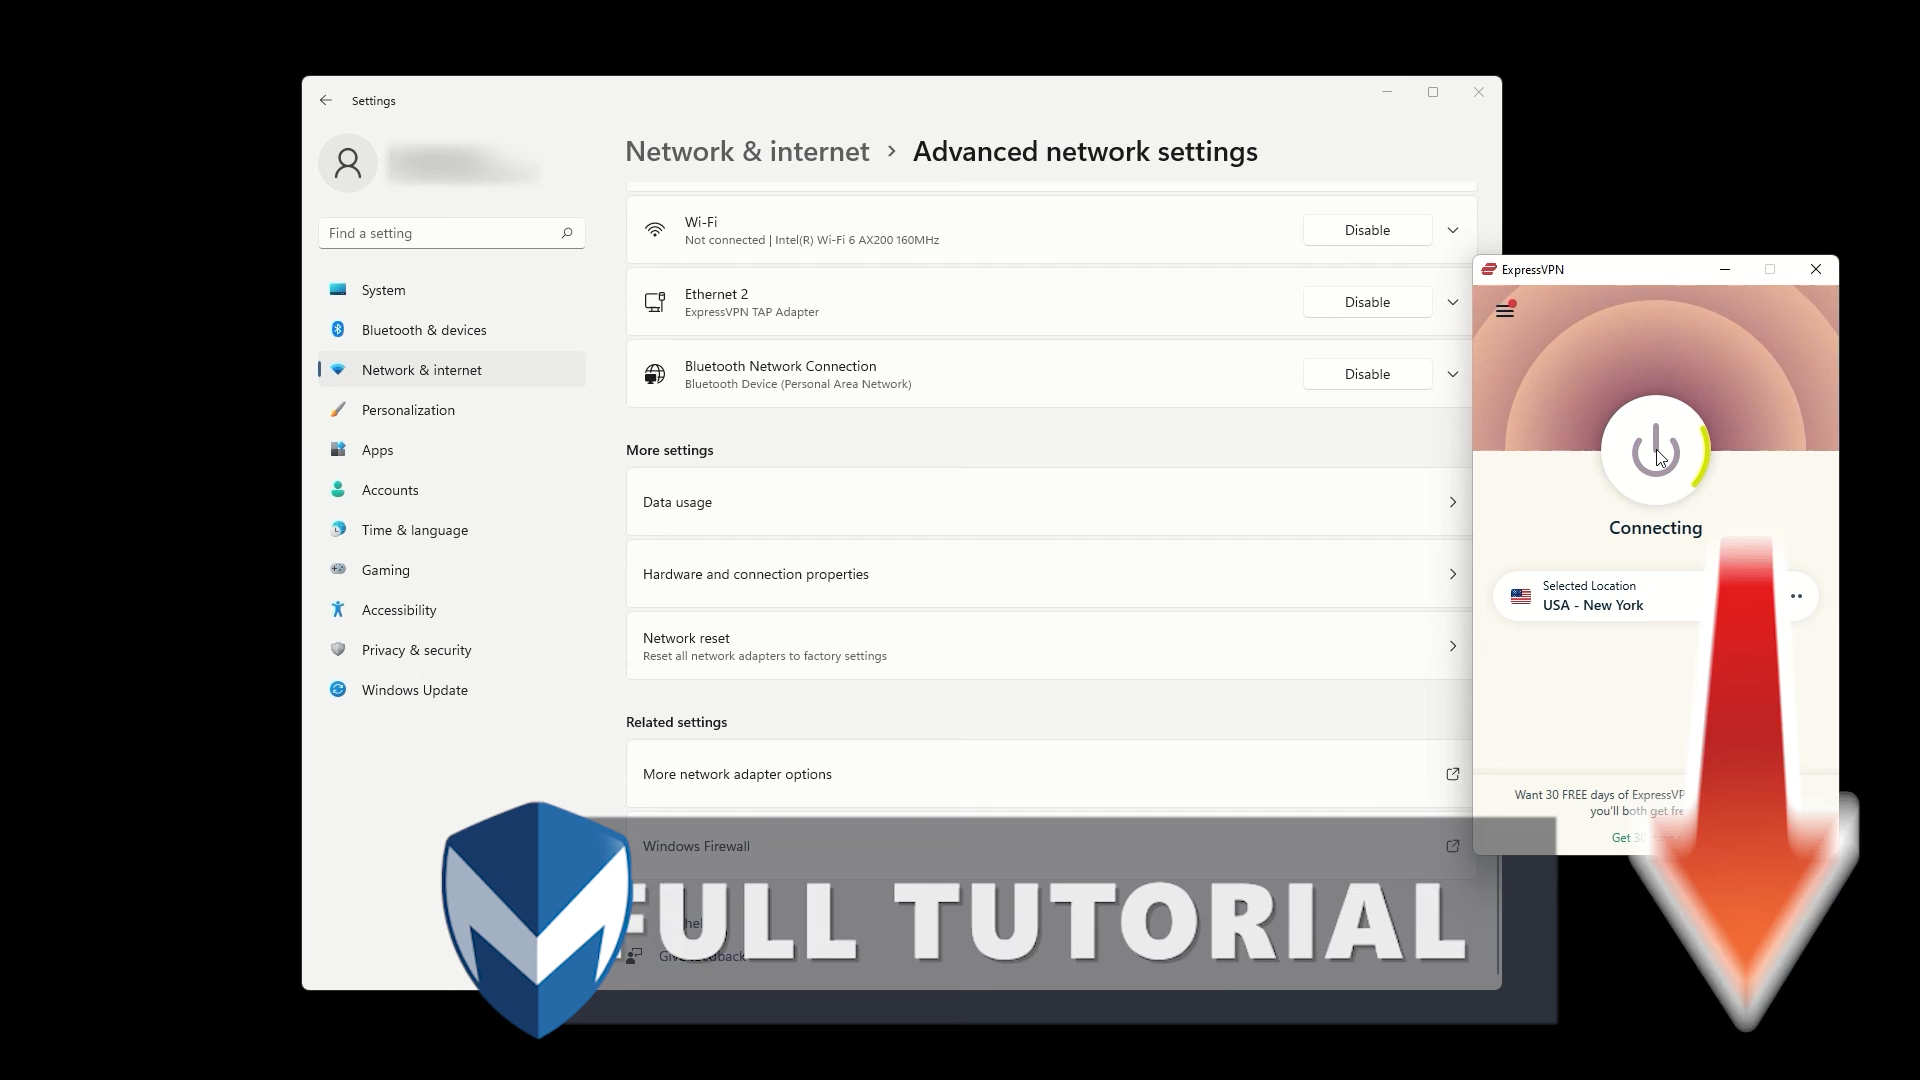 Settings
Find a setting
System
Bluetooth & devices
Network & internet
Personalization
Apps
Accounts
Time & language
Gaming
Accessibility
Privacy & security
Windows Update
Network & internet › Advanced network settings
Wi-Fi
Not connected | Intel(R) Wi-Fi 6 AX200 160MHz
Disable
Ethernet 2
ExpressVPN TAP Adapter
Disable
Bluetooth Network Connection
Bluetooth Device (Personal Area Network)
Disable
More settings
Data usage
Hardware and connection properties
Network reset
Reset all network adapters to factory settings
Related settings
More network adapter options
Windows Firewall
FULL TUTORIAL
ExpressVPN
Connecting
Selected Location
USA - New York
Want 30 FREE days of
you'll both get
Get